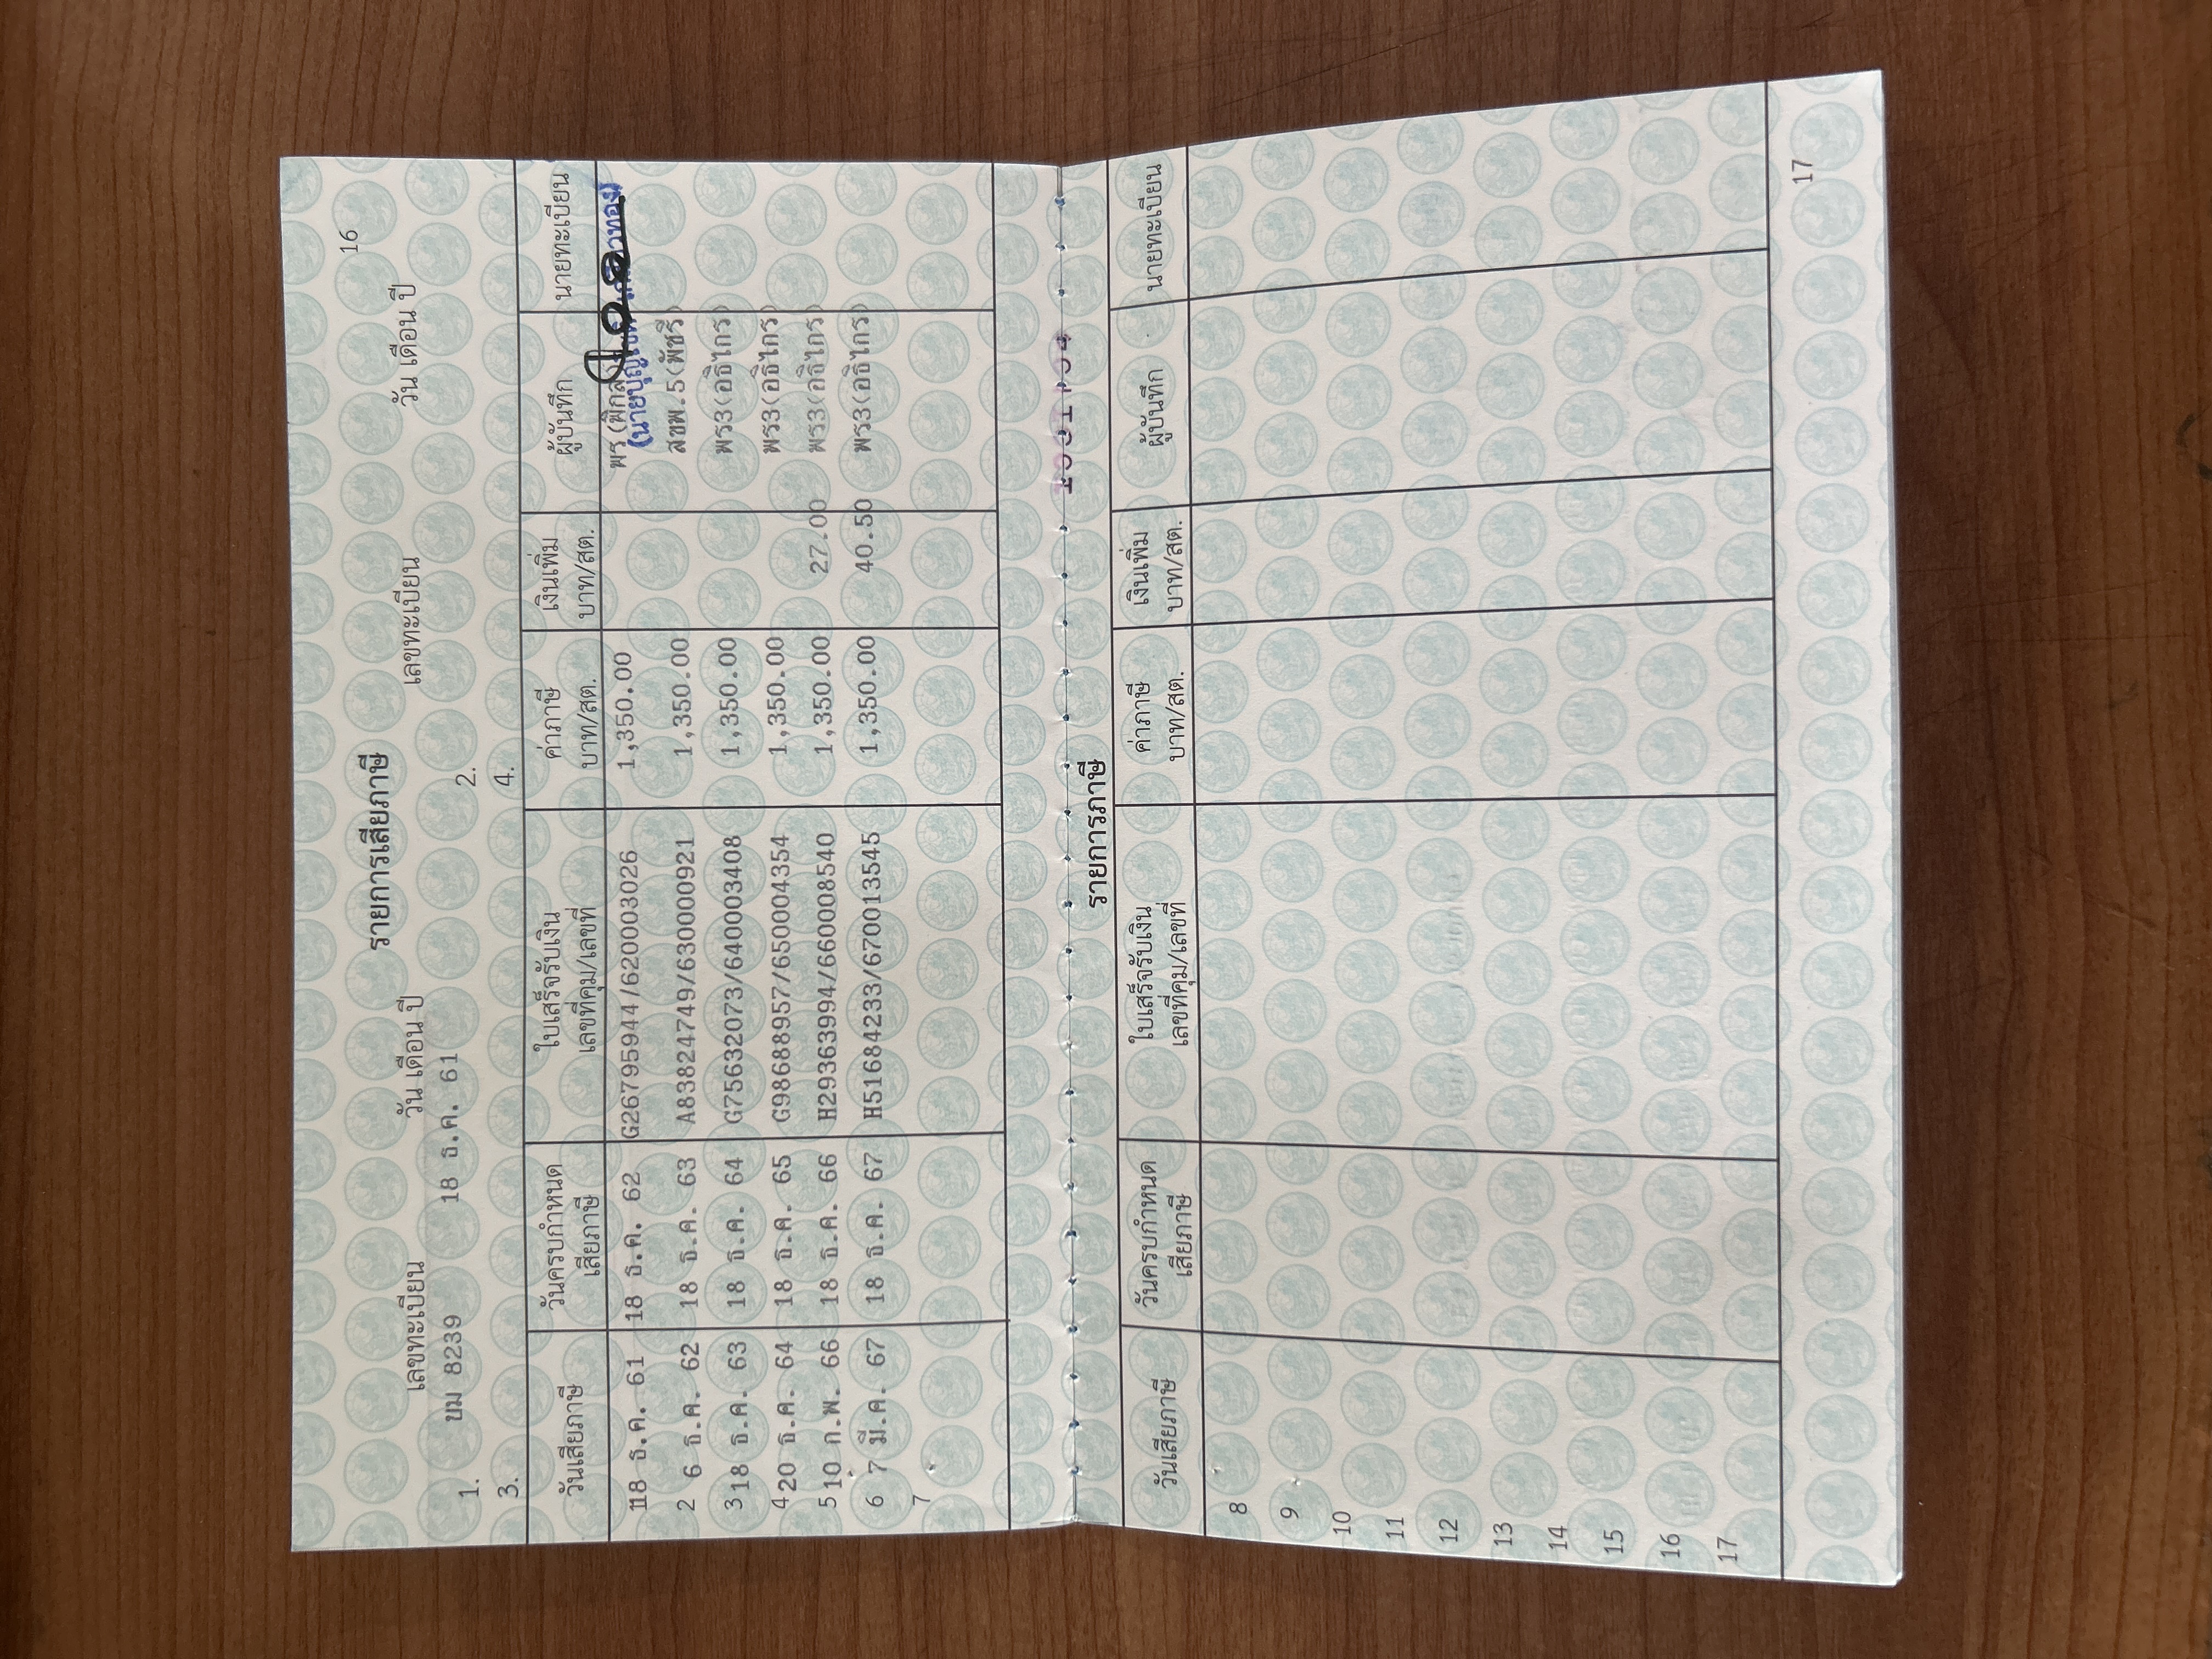 16
รายการเสียภาษี
เลขทะเบียน วัน เดือน ปี เลขทะเบียน วัน เดือน ปี
1. ขม 8239 18 ธ.ค. 61 2.
3. 4.
วันเสียภาษี วันครบกำหนด เสียภาษี ใบเสร็จรับเงิน เลขที่คุม/เลขที่ ค่าภาษี บาท/สต. เงินเพิ่ม บาท/สต. ผู้บันทึก นายทะเบียน
1 18 ธ.ค. 61 18 ธ.ค. 62 G26795944/620003026 1,350.00 พร(พิกล
(นายบุญ
2 6 ธ.ค. 62 18 ธ.ค. 63 A83824749/630000921 1,350.00 สขพ.5(พัชรี)
3 18 ธ.ค. 63 18 ธ.ค. 64 G75632073/640003408 1,350.00 พร3(อธิไกร)
4 20 ธ.ค. 64 18 ธ.ค. 65 G98688957/650004354 1,350.00 พร3(อธิไกร)
5 10 ก.พ. 66 18 ธ.ค. 66 H29363994/660008540 1,350.00 27.00 พร3(อธิไกร)
6 7 มี.ค. 67 18 ธ.ค. 67 H51684233/670013545 1,350.00 40.50 พร3(อธิไกร)
7
รายการภาษี
วันเสียภาษี วันครบกำหนด เสียภาษี ใบเสร็จรับเงิน เลขที่คุม/เลขที่ ค่าภาษี บาท/สต. เงินเพิ่ม บาท/สต. ผู้บันทึก นายทะเบียน
8
9
10
11
12
13
14
15
16
17
17